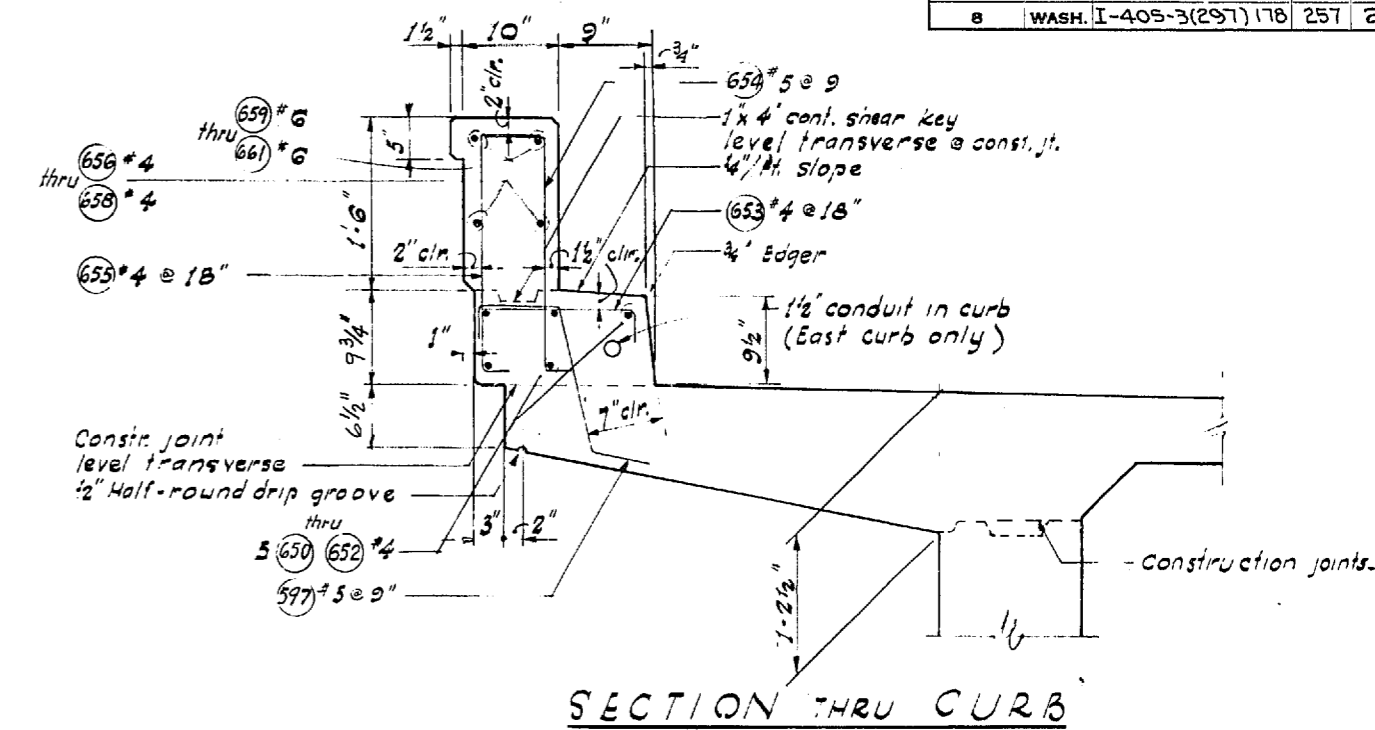 8 WASH. I-405-3(297)178 257
1½" 10" 9"
¾"
2" clr.
654 #5 @ 9
1"x 4" cont. shear key
level transverse @ const. jt.
¼"/ft. slope
653 #4 @ 18"
¾" Edger
1½" conduit in curb
(East curb only)
659 #6
thru
661 #6
656 #4
thru
658 #4
5"
1'-6"
655 #4 @ 18"
2" clr.
1½" clr.
1"
9¾"
9½"
6½"
7" clr.
Constr. joint
level transverse
½" Half-round drip groove
thru
5 650 652 #4
597 #5 @ 9"
3" 2"
1-2½"
Construction joints
SECTION THRU CURB